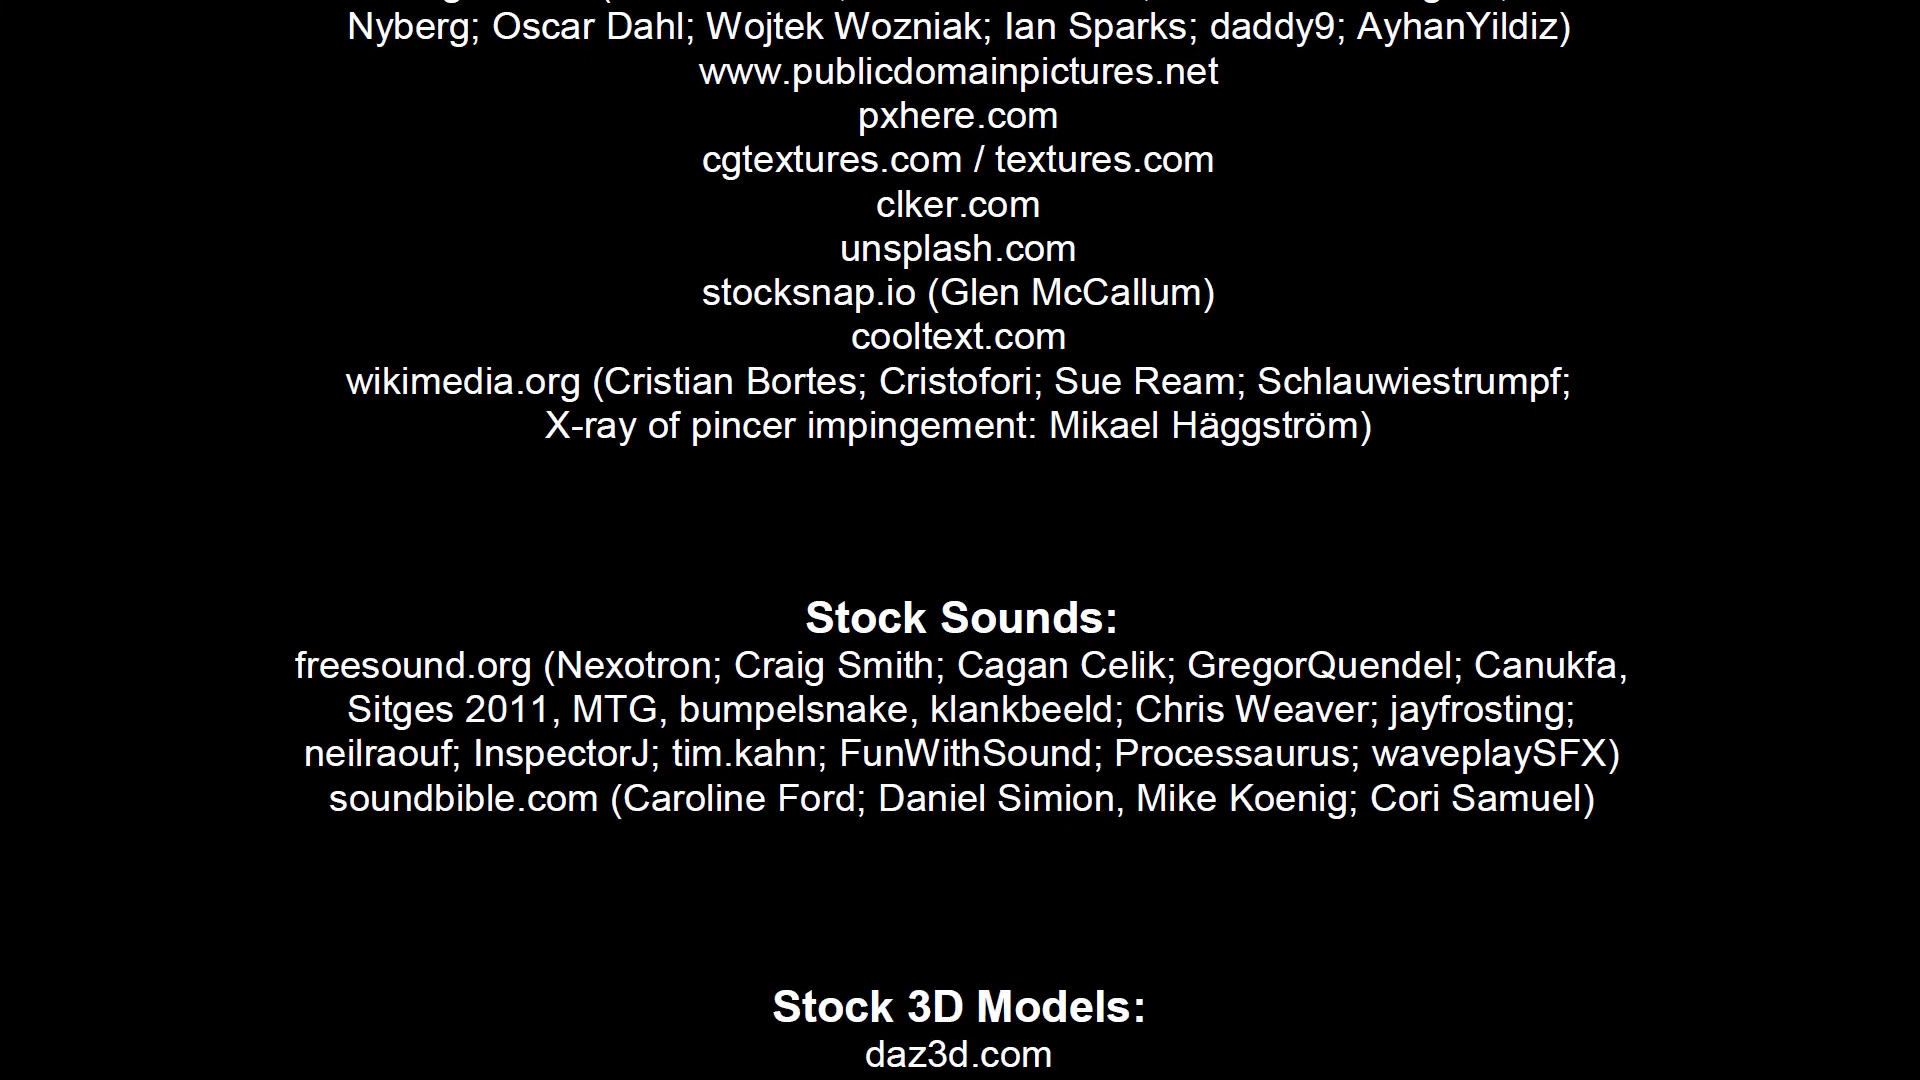 Nyberg; Oscar Dahl; Wojtek Wozniak; Ian Sparks; daddy9; AyhanYildiz)
www.publicdomainpictures.net
pxhere.com
cgtextures.com / textures.com
clker.com
unsplash.com
stocksnap.io (Glen McCallum)
cooltext.com
wikimedia.org (Cristian Bortes; Cristofori; Sue Ream; Schlauwiestrumpf;
X-ray of pincer impingement: Mikael Häggström)
Stock Sounds:
freesound.org (Nexotron; Craig Smith; Cagan Celik; GregorQuendel; Canukfa,
Sitges 2011, MTG, bumpelsnake, klankbeeld; Chris Weaver; jayfrosting;
neilraouf; InspectorJ; tim.kahn; FunWithSound; Processaurus; waveplaySFX)
soundbible.com (Caroline Ford; Daniel Simion, Mike Koenig; Cori Samuel)
Stock 3D Models:
daz3d.com